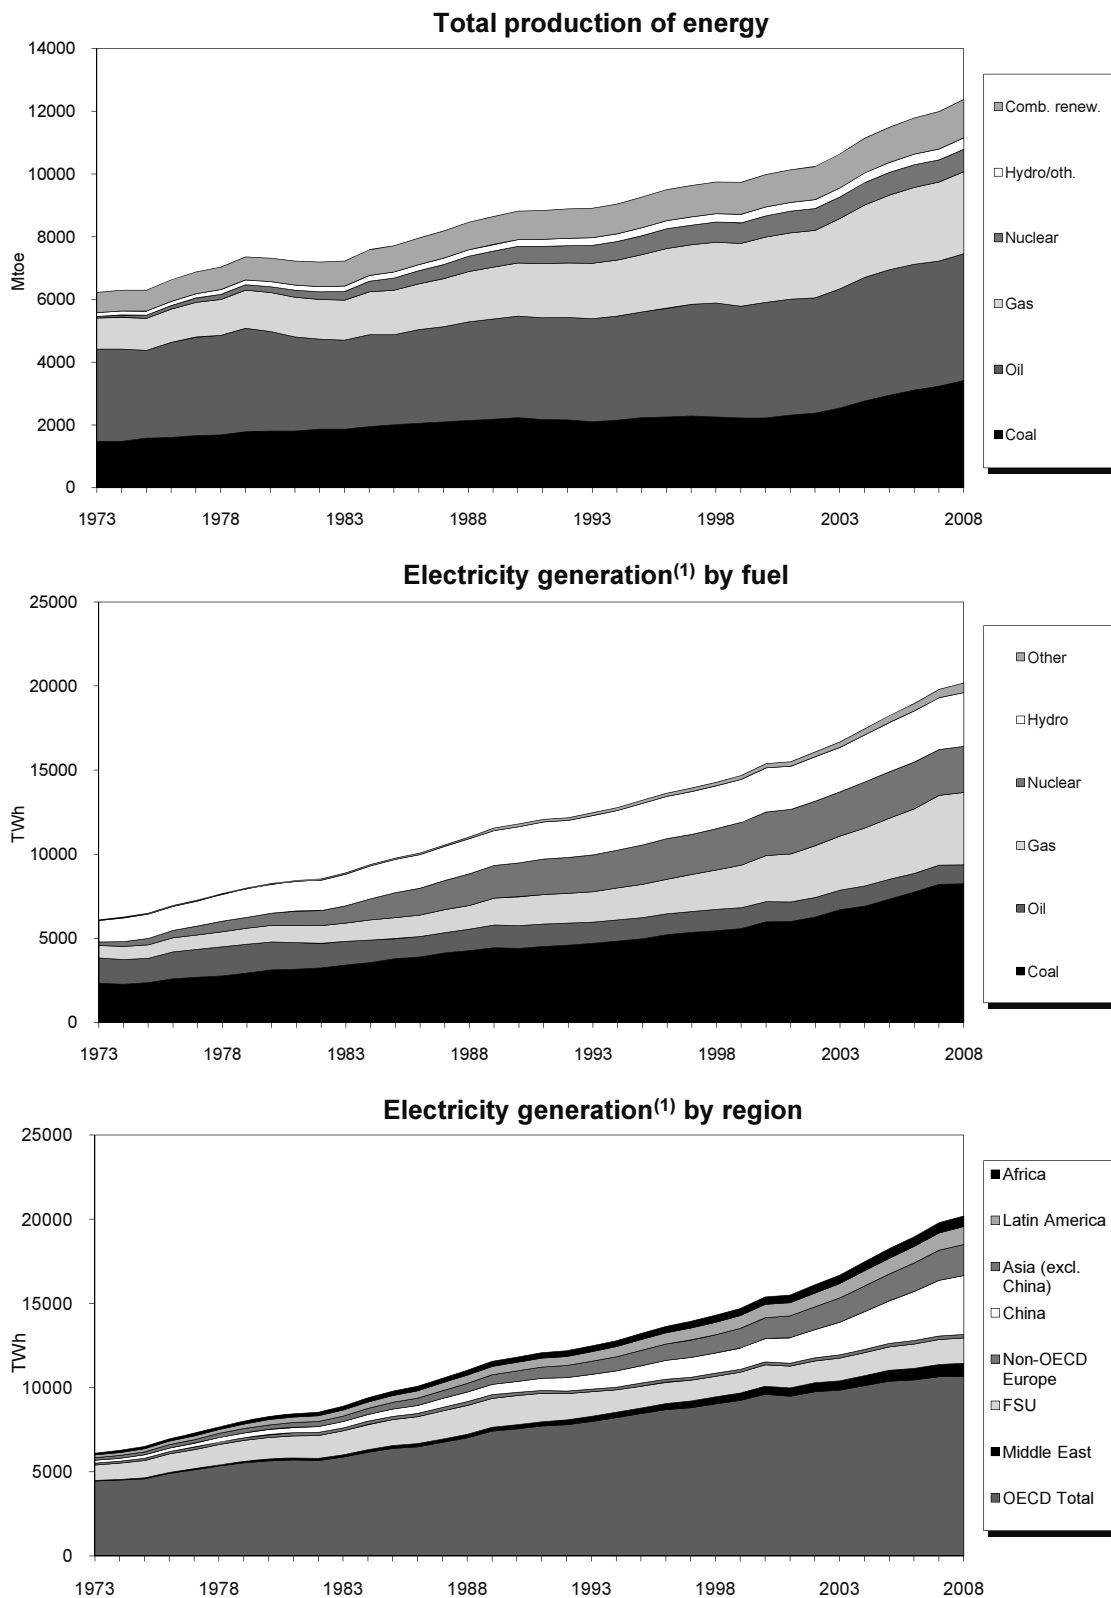 Total production of energy
14000
12000
10000
8000
6000
4000
2000
0
Mtoe
1973
1978
1983
1988
1993
1998
2003
2008
Comb. renew.
Hydro/oth.
Nuclear
Gas
Oil
Coal
Electricity generation(1) by fuel
25000
20000
15000
10000
5000
0
TWh
1973
1978
1983
1988
1993
1998
2003
2008
Other
Hydro
Nuclear
Gas
Oil
Coal
Electricity generation(1) by region
25000
20000
15000
10000
5000
0
TWh
1973
1978
1983
1988
1993
1998
2003
2008
Africa
Latin America
Asia (excl.
China)
China
Non-OECD
Europe
FSU
Middle East
OECD Total